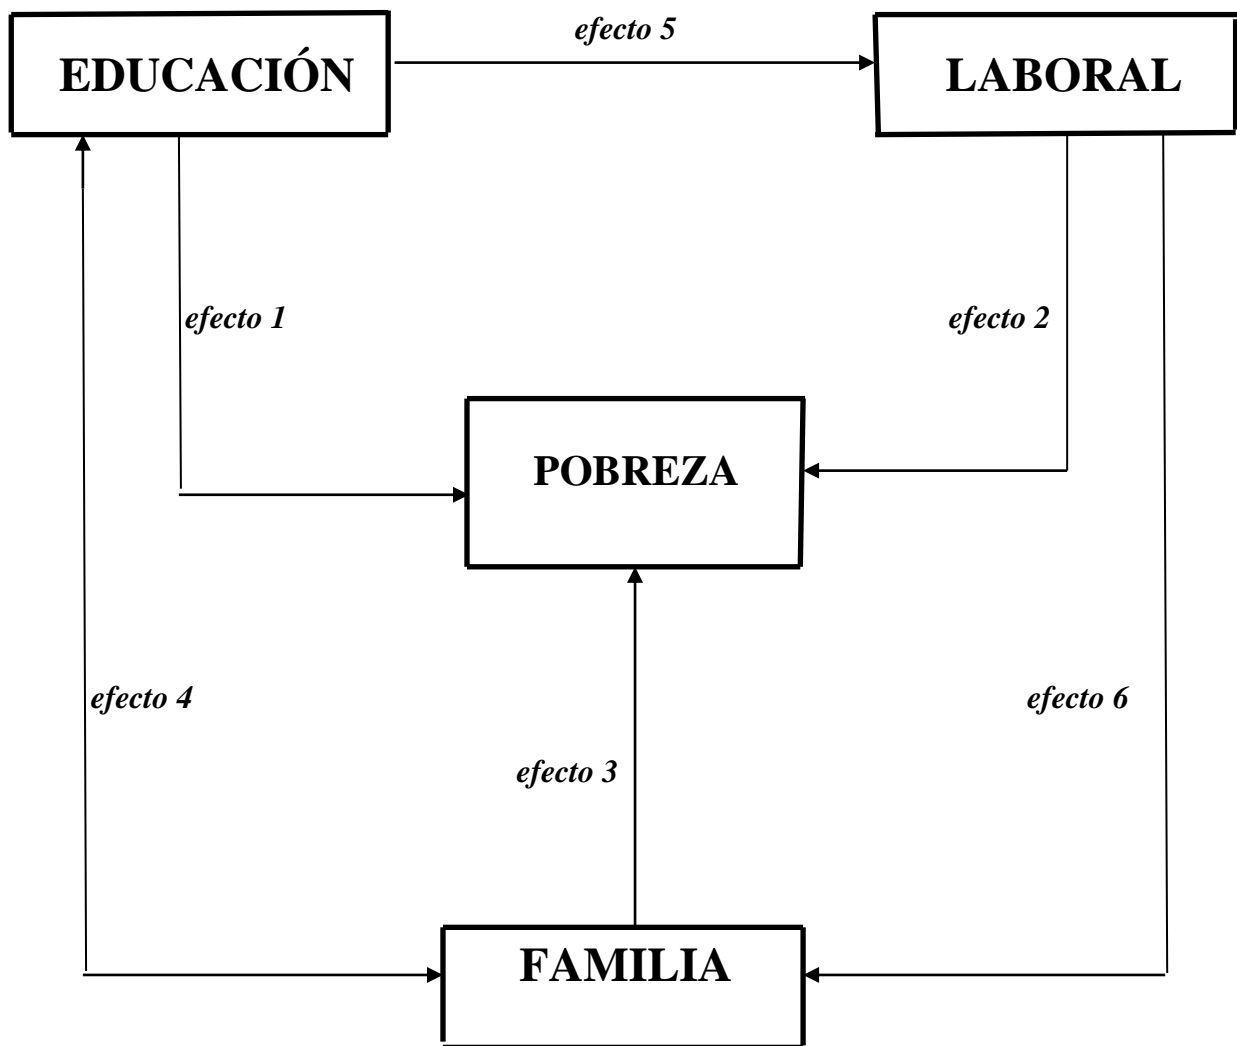 efecto 5
EDUCACIÓN
LABORAL
efecto 1
efecto 2
POBREZA
efecto 4
efecto 6
efecto 3
FAMILIA